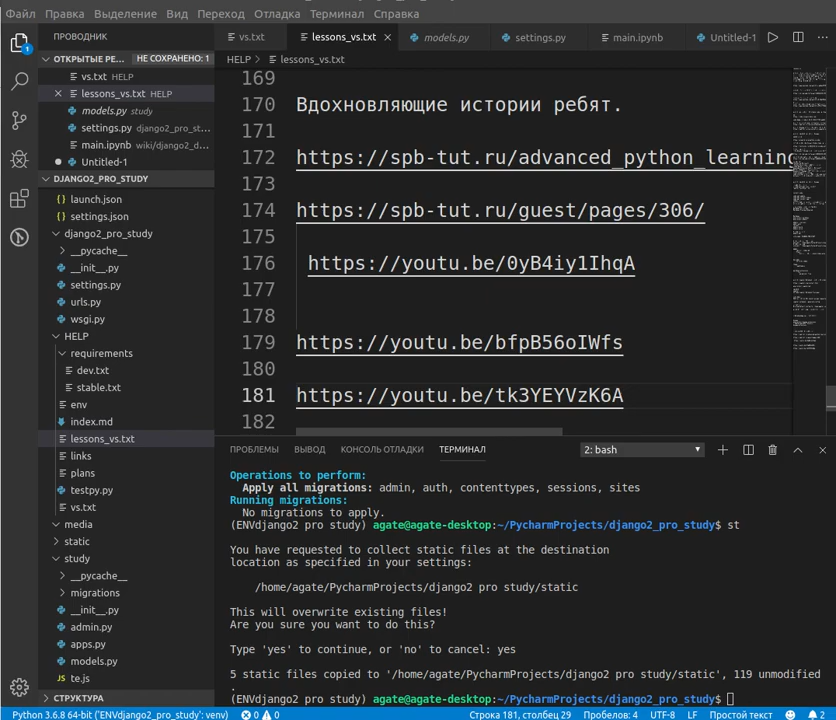 Файл Правка Выделение Вид Переход Отладка Терминал Справка
ПРОВОДНИК
ОТКРЫТЫЕ РЕ... НЕ СОХРАНЕНО: 1
vs.txt HELP
lessons_vs.txt HELP
models.py study
settings.py django2_pro_st...
main.ipynb wiki/django2_d...
Untitled-1
DJANGO2_PRO_STUDY
launch.json
settings.json
django2_pro_study
__pycache__
__init__.py
settings.py
urls.py
wsgi.py
HELP
requirements
dev.txt
stable.txt
env
index.md
lessons_vs.txt
links
plans
testpy.py
vs.txt
media
static
study
__pycache__
migrations
__init__.py
admin.py
apps.py
models.py
te.js
СТРУКТУРА
vs.txt lessons_vs.txt models.py settings.py main.ipynb Untitled-1
HELP > lessons_vs.txt
169
170 Вдохновляющие истории ребят.
171
172 https://spb-tut.ru/advanced_python_learning
173
174 https://spb-tut.ru/guest/pages/306/
175
176 https://youtu.be/0yB4iy1IhqA
177
178
179 https://youtu.be/bfpB56oIWfs
180
181 https://youtu.be/tk3YEYVzK6A
182
ПРОБЛЕМЫ ВЫВОД КОНСОЛЬ ОТЛАДКИ ТЕРМИНАЛ 2: bash
Operations to perform:
Apply all migrations: admin, auth, contenttypes, sessions, sites
Running migrations:
No migrations to apply.
(ENVdjango2 pro study) agate@agate-desktop:~/PycharmProjects/django2_pro_study$ st
You have requested to collect static files at the destination
location as specified in your settings:
/home/agate/PycharmProjects/django2 pro study/static
This will overwrite existing files!
Are you sure you want to do this?
Type 'yes' to continue, or 'no' to cancel: yes
5 static files copied to '/home/agate/PycharmProjects/django2 pro study/static', 119 unmodified
.
(ENVdjango2 pro study) agate@agate-desktop:~/PycharmProjects/django2_pro_study$
Python 3.6.8 64-bit ('ENVdjango2_pro_study': venv) 0 0 Строка 181, столбец 29 Пробелов: 4 UTF-8 LF Простой текст 2